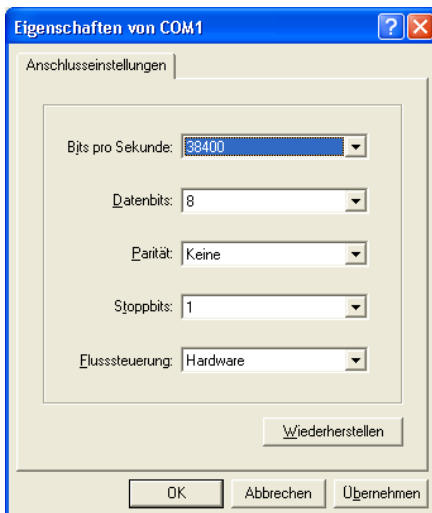 Eigenschaften von COM1
Anschlusseinstellungen
Bits pro Sekunde: 38400
Datenbits: 8
Parität: Keine
Stoppbits: 1
Flusssteuerung: Hardware
Wiederherstellen
OK Abbrechen Übernehmen